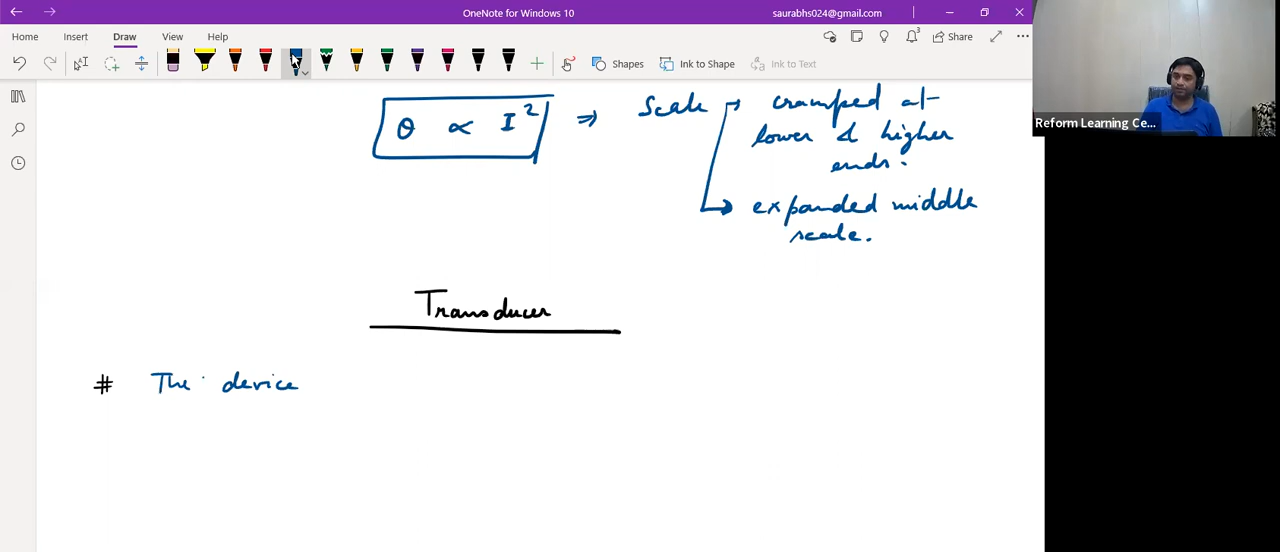 OneNote for Windows 10
saurabhs024@gmail.com
Home Insert Draw View Help
Share
Shapes Ink to Shape Ink to Text
Reform Learning Ce...
θ ∝ I² ⇒ Scale → cramped at
lower & higher
ends.
→ expanded middle
scale.
Transducer
# The device